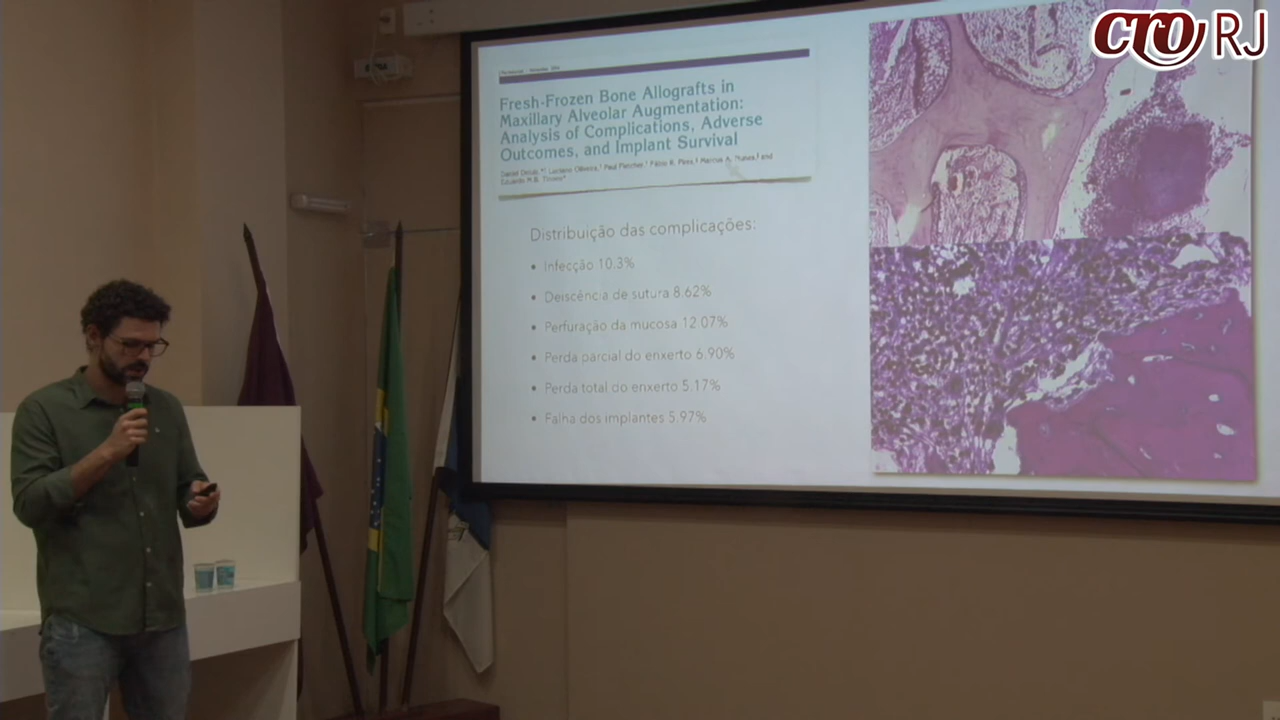 CRO RJ
Fresh-Frozen Bone Allografts in
Maxillary Alveolar Augmentation:
Analysis of Complications, Adverse
Outcomes, and Implant Survival
Distribuição das complicações:
• Infecção 10.3%
• Deiscência de sutura 8.62%
• Perfuração da mucosa 12.07%
• Perda parcial do enxerto 6.90%
• Perda total do enxerto 5.17%
• Falha dos implantes 5.97%